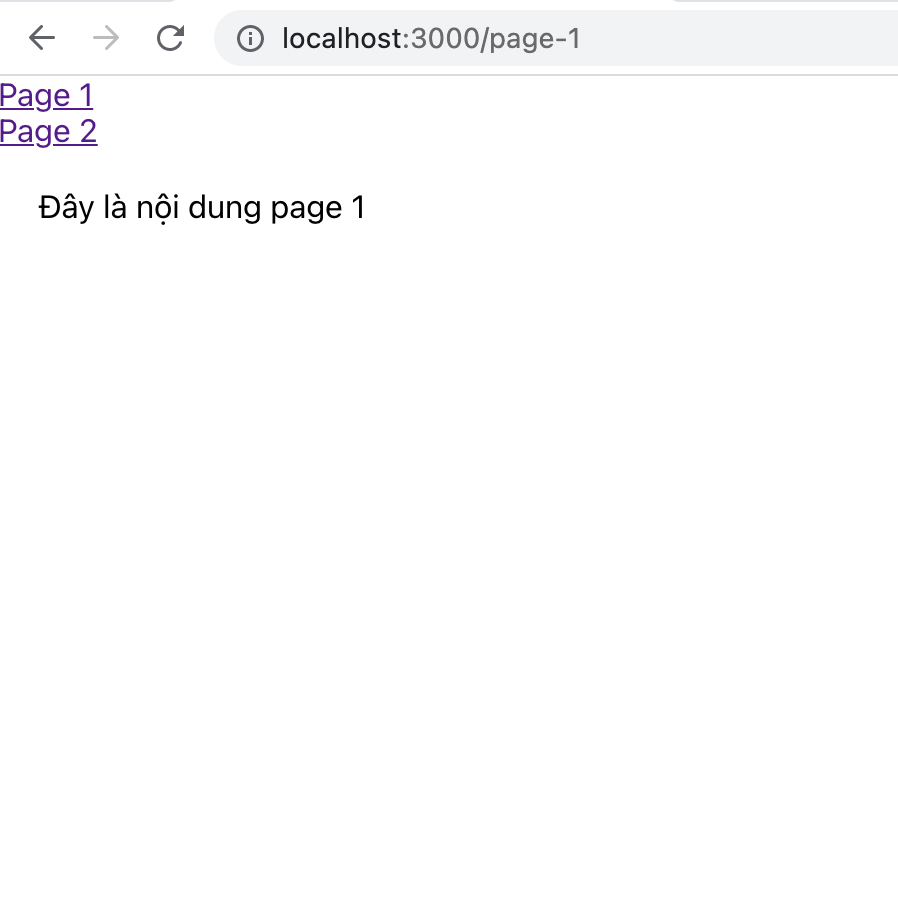 localhost:3000/page-1
Page 1
Page 2
Đây là nội dung page 1